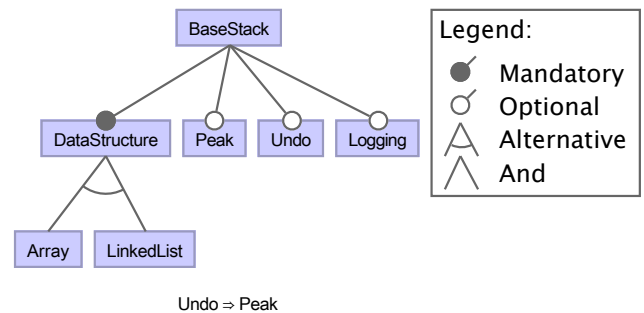 BaseStack
Legend:
Mandatory
Optional
Alternative
And
DataStructure
Peak
Undo
Logging
Array
LinkedList
Undo ⇒ Peak